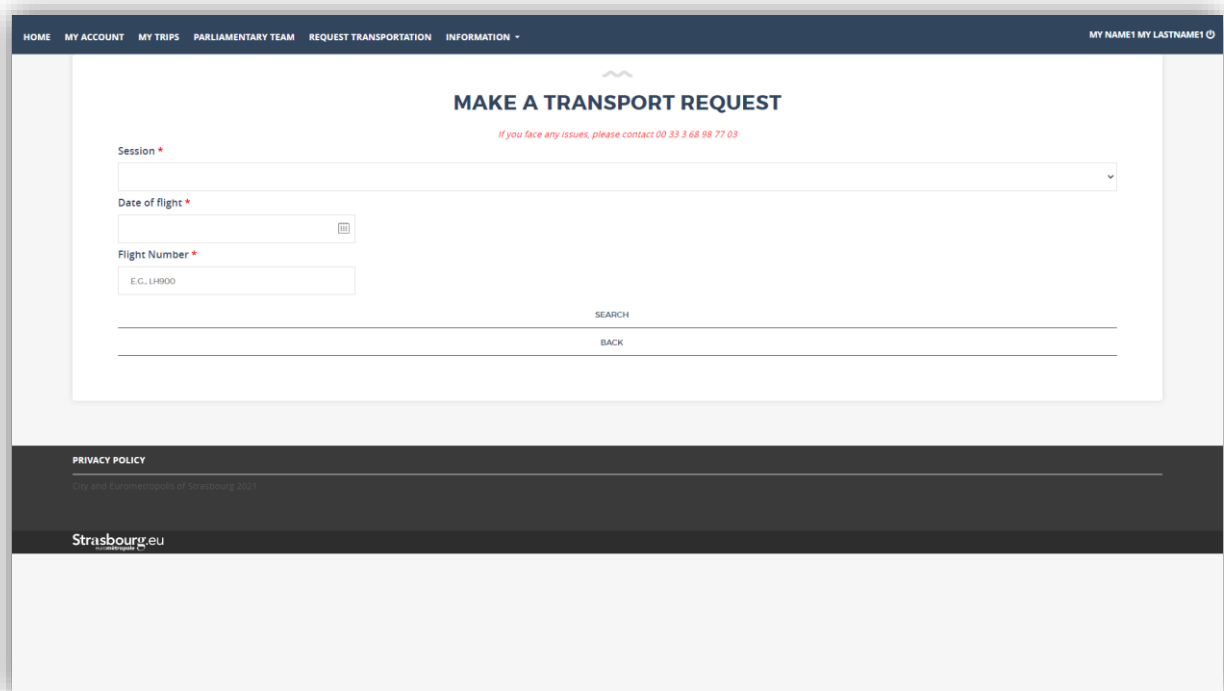 HOME MY ACCOUNT MY TRIPS PARLIAMENTARY TEAM REQUEST TRANSPORTATION INFORMATION MY NAME1 MY LASTNAME1
MAKE A TRANSPORT REQUEST
If you face any issues, please contact 00 33 3 68 98 77 03
Session *
Date of flight *
Flight Number *
E.G., LH900
SEARCH
BACK
PRIVACY POLICY
City and Eurometropolis of Strasbourg 2021
Strasbourg.eu
eurométropole